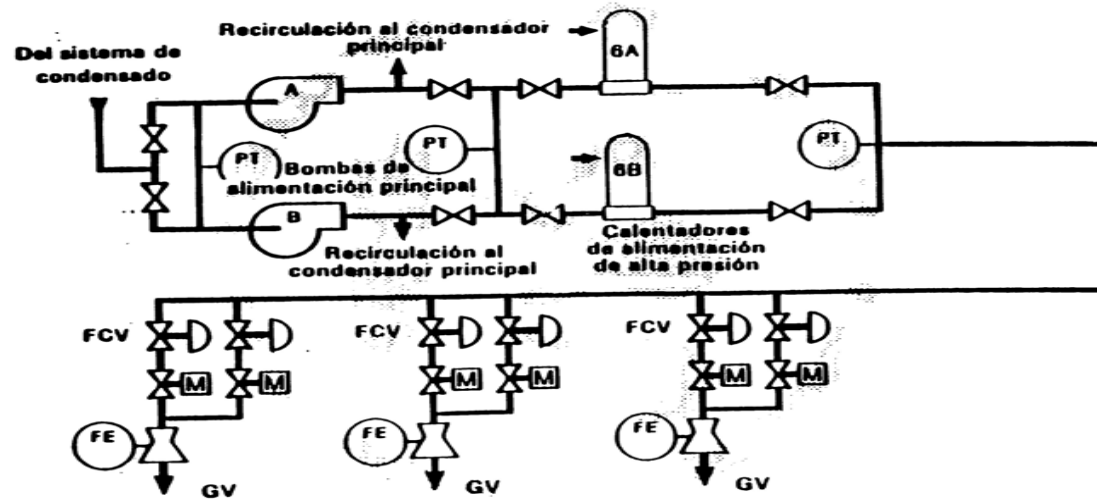 Recirculación al condensador
principal
Del sistema de
condensado
6A
A
PT
PT
PT
Bombas de
alimentación principal
6B
B
Calentadores
de alimentación
de alta presión
Recirculación al
condensador principal
FCV
FCV
FCV
M
M
M
M
M
M
FE
FE
FE
GV
GV
GV